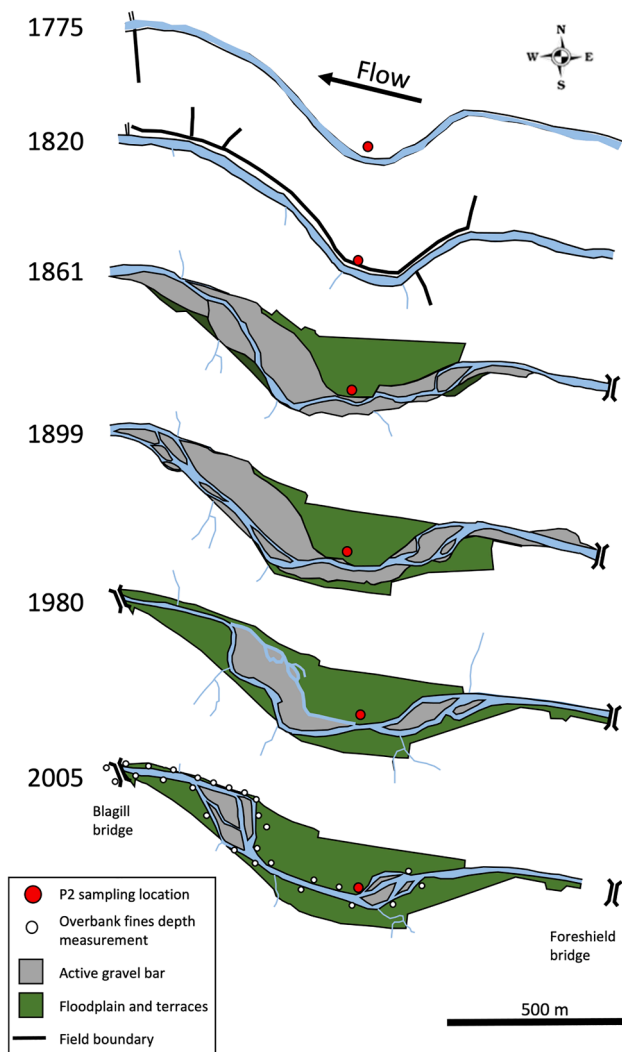 1775
N
W E
S
Flow
1820
1861
1899
1980
2005
Blagill
bridge
P2 sampling location
Overbank fines depth
measurement
Active gravel bar
Floodplain and terraces
Field boundary
Foreshield
bridge
500 m